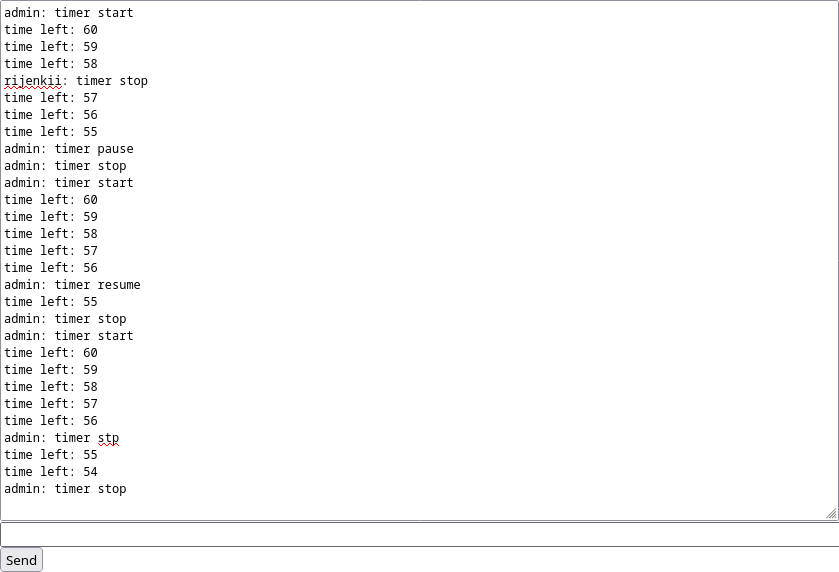 admin: timer start
time left: 60
time left: 59
time left: 58
rijenkii: timer stop
time left: 57
time left: 56
time left: 55
admin: timer pause
admin: timer stop
admin: timer start
time left: 60
time left: 59
time left: 58
time left: 57
time left: 56
admin: timer resume
time left: 55
admin: timer stop
admin: timer start
time left: 60
time left: 59
time left: 58
time left: 57
time left: 56
admin: timer stp
time left: 55
time left: 54
admin: timer stop
Send